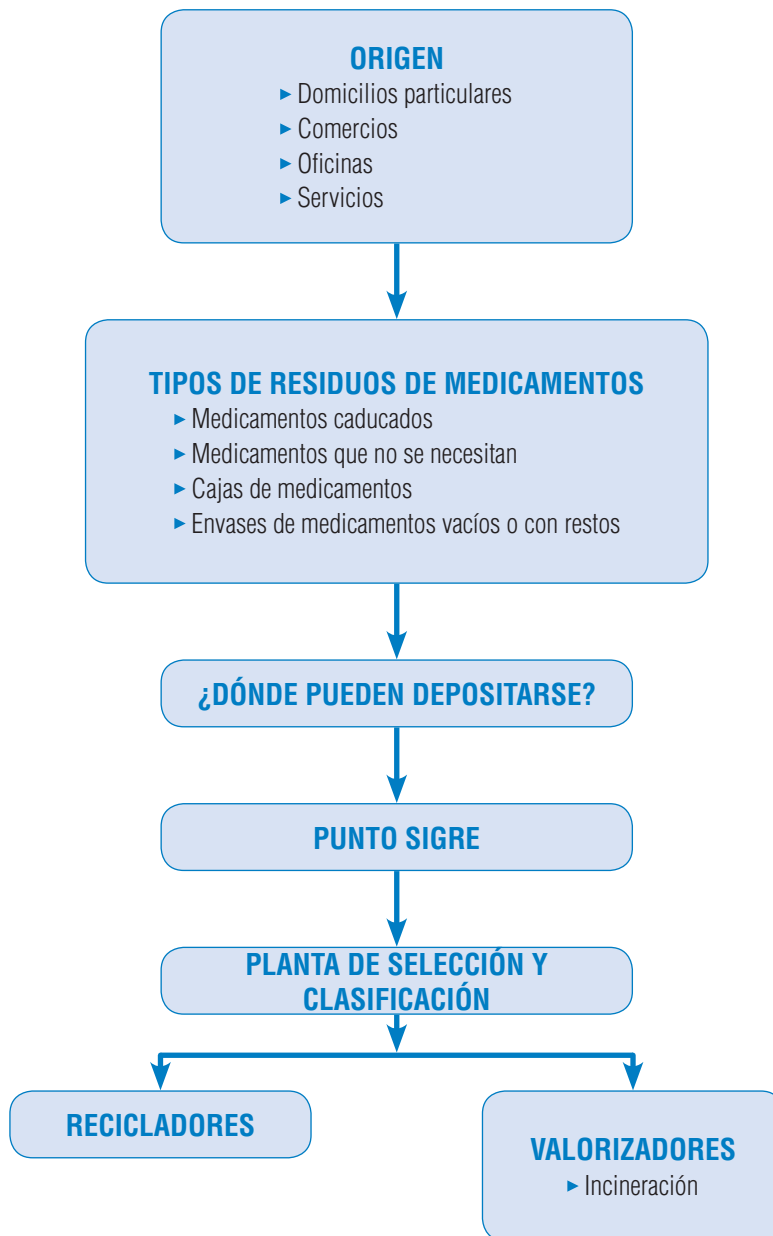 ORIGEN
▸ Domicilios particulares
▸ Comercios
▸ Oficinas
▸ Servicios
TIPOS DE RESIDUOS DE MEDICAMENTOS
▸ Medicamentos caducados
▸ Medicamentos que no se necesitan
▸ Cajas de medicamentos
▸ Envases de medicamentos vacíos o con restos
¿DÓNDE PUEDEN DEPOSITARSE?
PUNTO SIGRE
PLANTA DE SELECCIÓN Y
CLASIFICACIÓN
RECICLADORES
VALORIZADORES
▸ Incineración